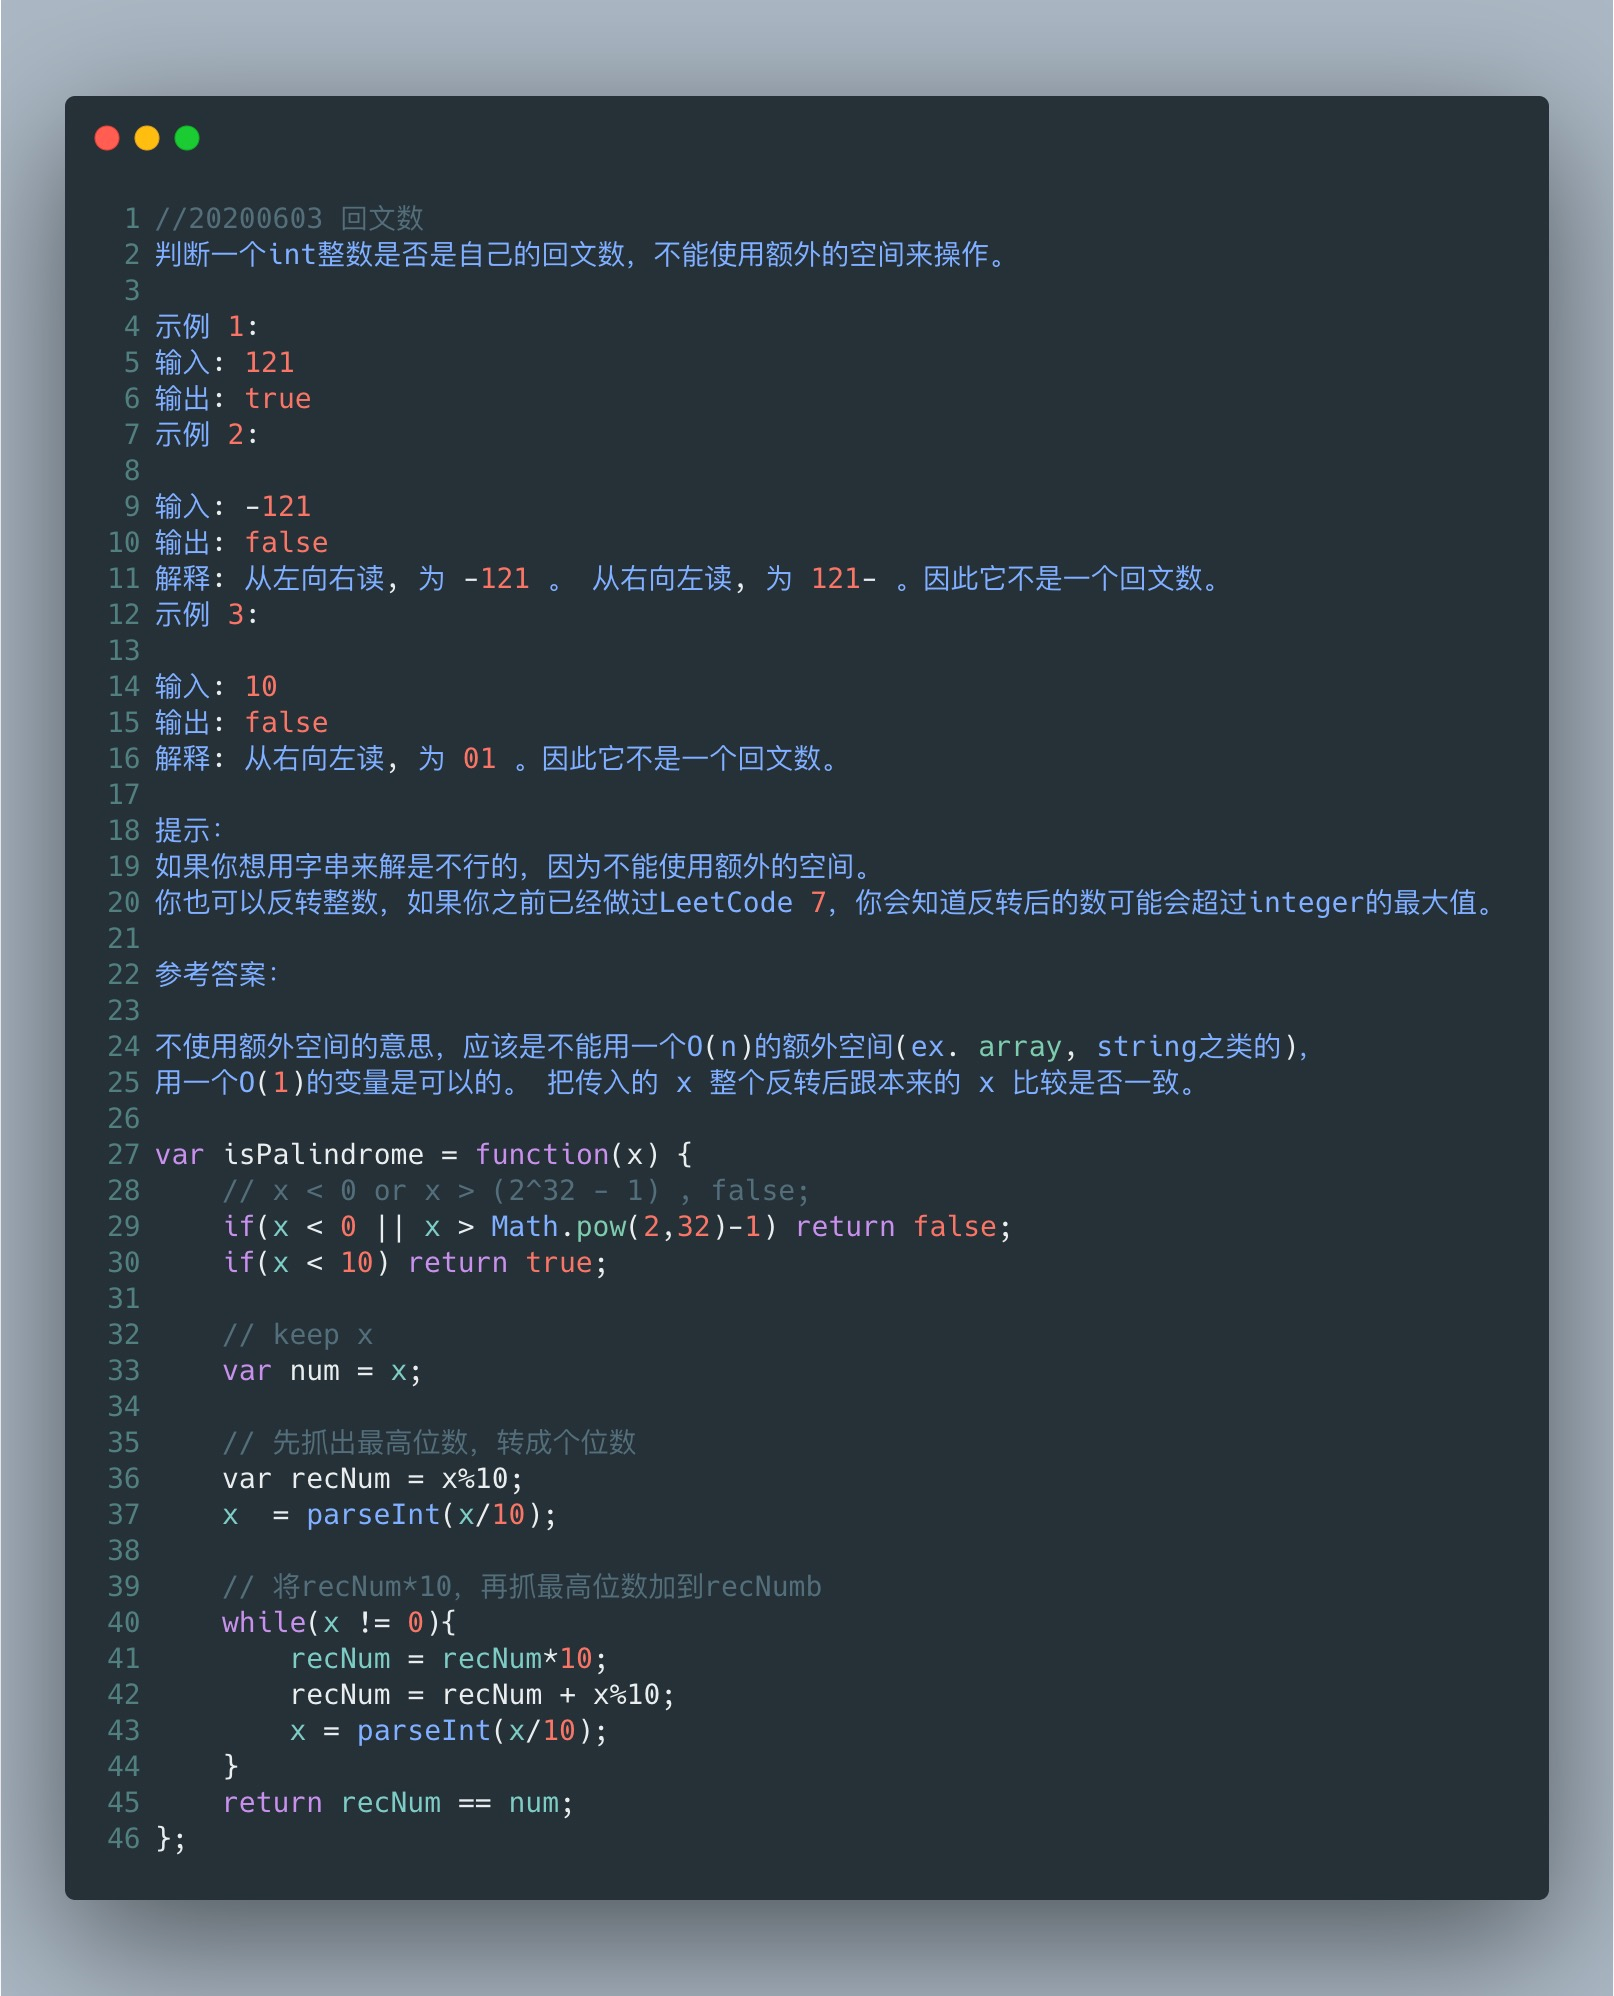 1 //20200603 回文数
2 判断一个int整数是否是自己的回文数，不能使用额外的空间来操作。
3
4 示例 1:
5 输入: 121
6 输出: true
7 示例 2:
8
9 输入: -121
10 输出: false
11 解释: 从左向右读, 为 -121 。 从右向左读, 为 121- 。因此它不是一个回文数。
12 示例 3:
13
14 输入: 10
15 输出: false
16 解释: 从右向左读, 为 01 。因此它不是一个回文数。
17
18 提示：
19 如果你想用字串来解是不行的，因为不能使用额外的空间。
20 你也可以反转整数，如果你之前已经做过LeetCode 7，你会知道反转后的数可能会超过integer的最大值。
21
22 参考答案：
23
24 不使用额外空间的意思，应该是不能用一个O(n)的额外空间(ex. array, string之类的)，
25 用一个O(1)的变量是可以的。 把传入的 x 整个反转后跟本来的 x 比较是否一致。
26
27 var isPalindrome = function(x) {
28     // x < 0 or x > (2^32 - 1) , false;
29     if(x < 0 || x > Math.pow(2,32)-1) return false;
30     if(x < 10) return true;
31
32     // keep x
33     var num = x;
34
35     // 先抓出最高位数，转成个位数
36     var recNum = x%10;
37     x  = parseInt(x/10);
38
39     // 将recNum*10，再抓最高位数加到recNumb
40     while(x != 0){
41         recNum = recNum*10;
42         recNum = recNum + x%10;
43         x = parseInt(x/10);
44     }
45     return recNum == num;
46 };